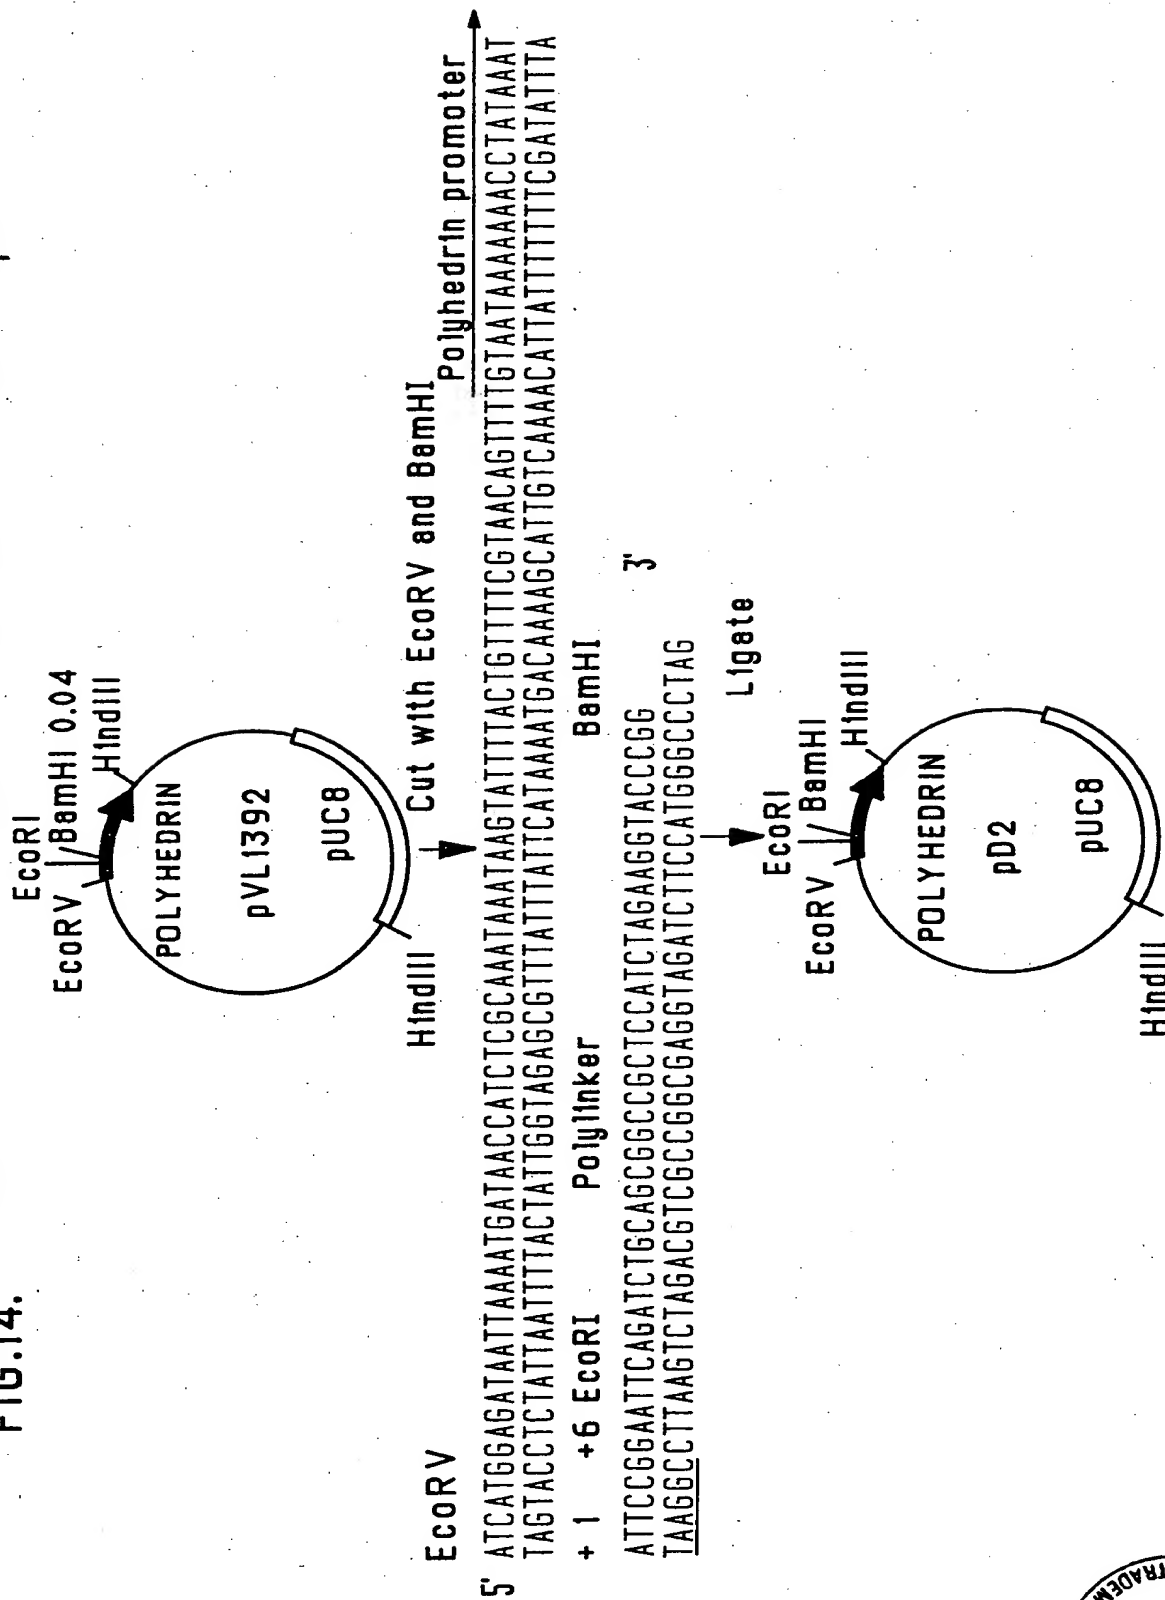 FIG.14.
EcoRI
EcoRV
BamHI 0.04
HindIII
POLYHEDRIN
pVL1392
pUC8
HindIII
Cut with EcoRV and BamHI
EcoRV
Polyhedrin promoter
5' ATCATGGAGATAATTAAAATGATAACCATCTCGCAAATAAATAAGTATTTTACTGTTTTCGTAACAGTTTTGTAATAAAAAAACCTATAAAT
TAGTACCTCTATTAATTTTACTATTGGTAGAGCGTTTATTTATTCATAAAATGACAAAAGCATTGTCAAAACATTATTTTTTTCGATATTTA
+ 1 +6 EcoRI Polylinker BamHI
ATTCCGGAATTCAGATCTGCAGCGGCCGCTCCATCTAGAAGGTACCCGG
TAAGGCCTTAAGTCTAGACGTCGCCGGCGAGGTAGATCTTCCATGGGCCCTAG
3'
Ligate
EcoRI
EcoRV
BamHI
HindIII
POLYHEDRIN
pD2
pUC8
HindIII